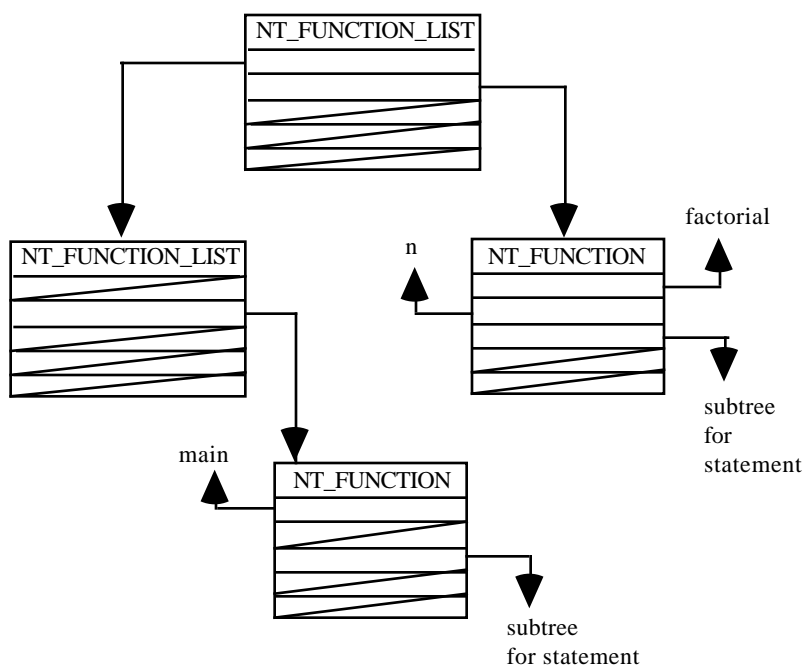 NT_FUNCTION_LIST
factorial
n
NT_FUNCTION_LIST
NT_FUNCTION
subtree
for
statement
main
NT_FUNCTION
subtree
for statement